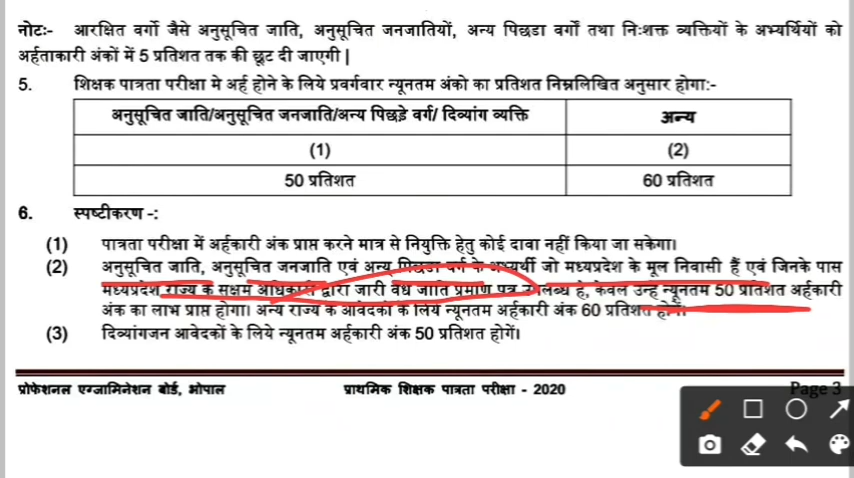 नोटः- आरक्षित वर्गो जैसे अनुसूचित जाति, अनुसूचित जनजातियों, अन्य पिछडा वर्गों तथा निःशक्त व्यक्तियों के अभ्यर्थियों को
अर्हताकारी अंकों में 5 प्रतिशत तक की छूट दी जाएगी |
5. शिक्षक पात्रता परीक्षा मे अर्ह होने के लिये प्रवर्गवार न्यूनतम अंको का प्रतिशत निम्नलिखित अनुसार होगाः-
अनुसूचित जाति/अनुसूचित जनजाति/अन्य पिछड़े वर्ग/ दिव्यांग व्यक्ति अन्य
(1) (2)
50 प्रतिशत 60 प्रतिशत
6. स्पष्टीकरण -:
(1) पात्रता परीक्षा में अर्हकारी अंक प्राप्त करने मात्र से नियुक्ति हेतु कोई दावा नहीं किया जा सकेगा।
(2) अनुसूचित जाति, अनुसूचित जनजाति एवं अन्य पिछडा वर्ग के अभ्यर्थी जो मध्यप्रदेश के मूल निवासी हैं एवं जिनके पास
मध्यप्रदेश राज्य के सक्षम अधिकारी द्वारा जारी वैध जाति प्रमाण पत्र उपलब्ध है, केवल उन्हें न्यूनतम 50 प्रतिशत अर्हकारी
अंक का लाभ प्राप्त होगा। अन्य राज्य के आवेदकों के लिये न्यूनतम अर्हकारी अंक 60 प्रतिशत होगें।
(3) दिव्यांगजन आवेदकों के लिये न्यूनतम अर्हकारी अंक 50 प्रतिशत होगें।
प्रोफेशनल एग्जामिनेशन बोर्ड, भोपाल प्राथमिक शिक्षक पात्रता परीक्षा - 2020 Page 3